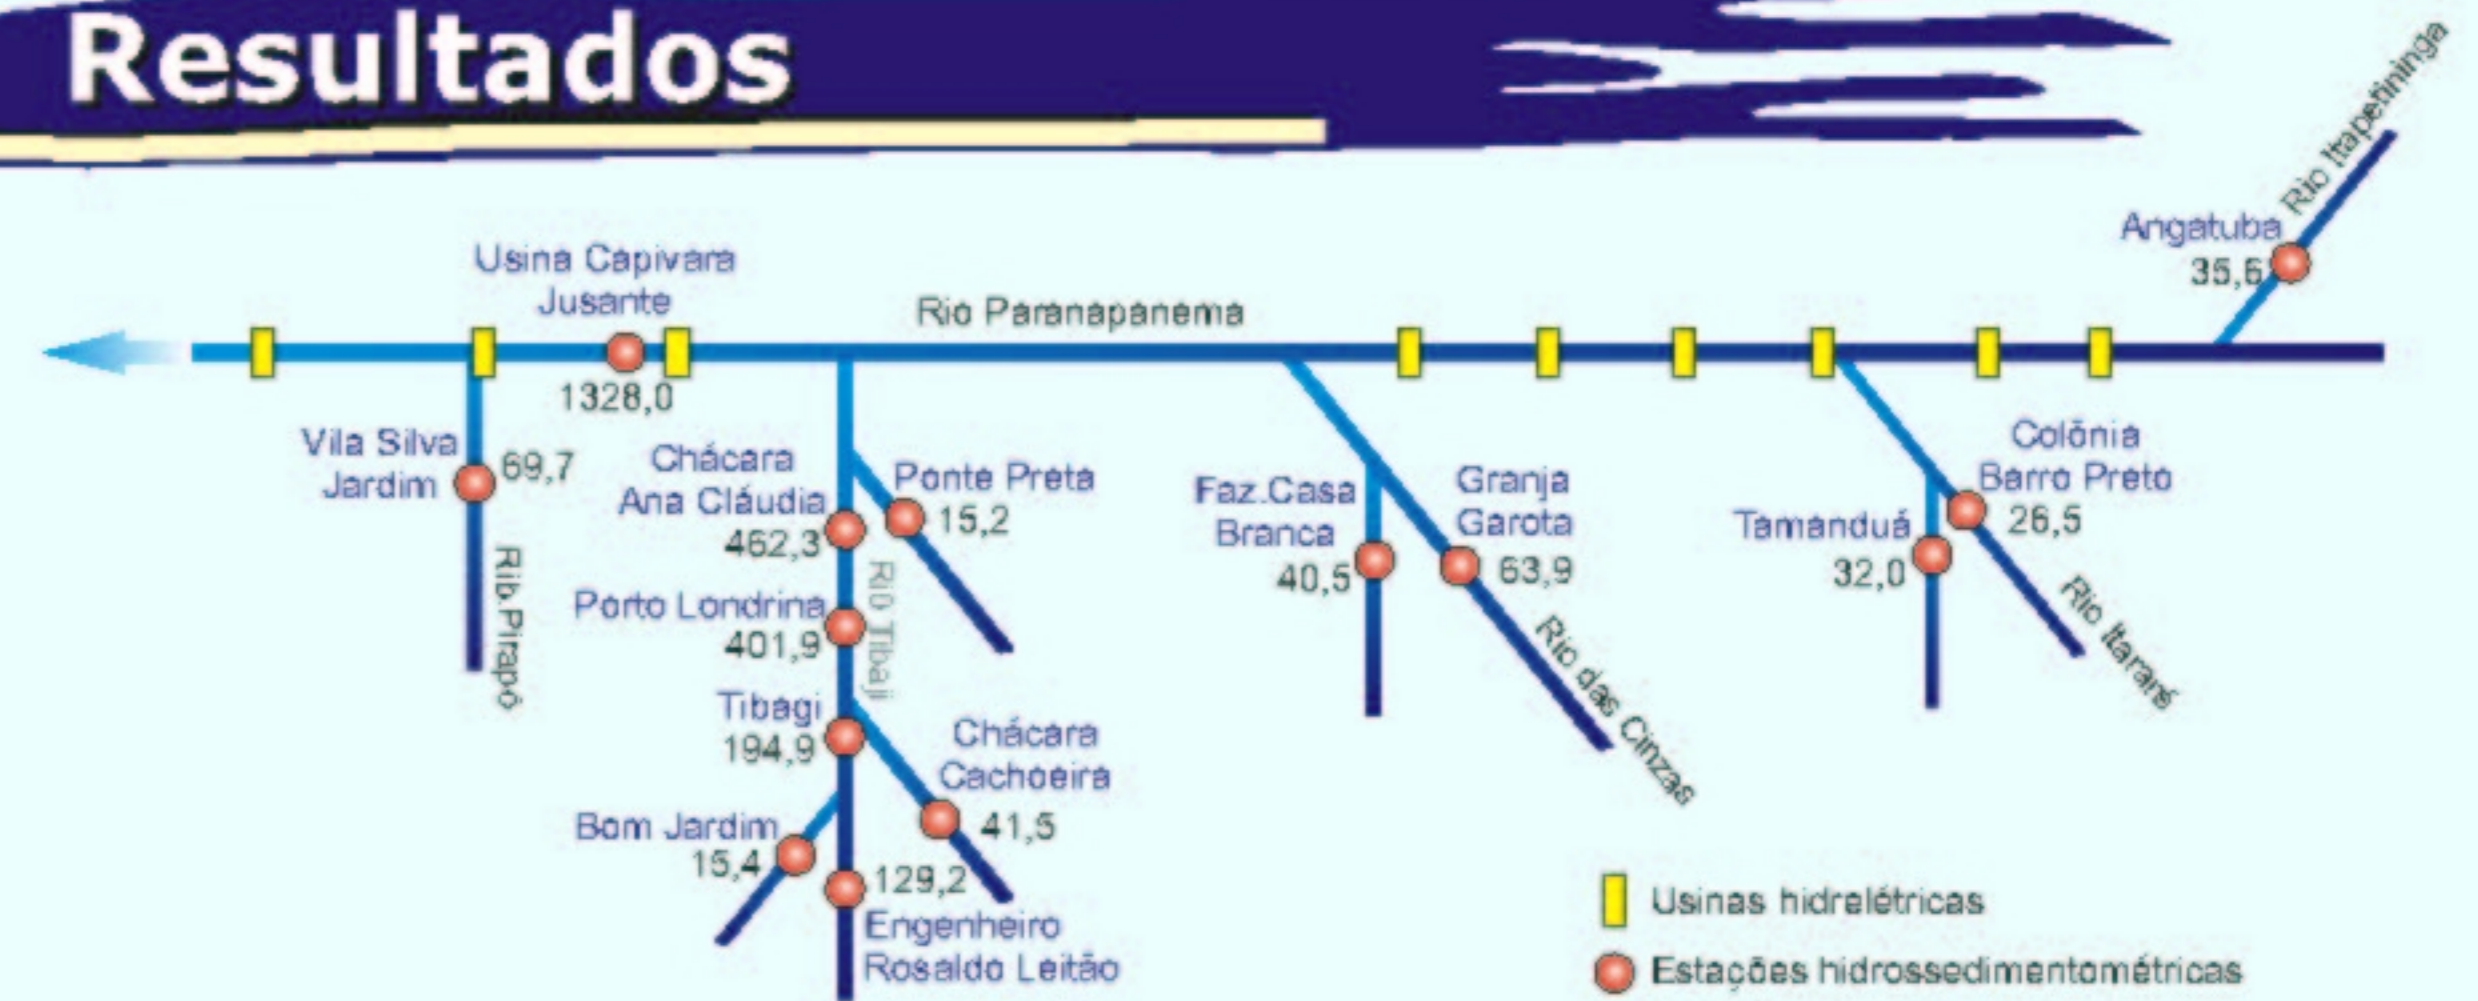 Resultados
Rio Itapetininga
Angatuba
35,6
Usina Capivara
Jusante
1328,0
Rio Paranapanema
Vila Silva
Jardim
69,7
Rib.Pirapó
Chácara
Ana Cláudia
462,3
Ponte Preta
15,2
Porto Londrina
401,9
Rio Tibaji
Tibagi
194,9
Chácara
Cachoeira
41,5
Bom Jardim
15,4
129,2
Engenheiro
Rosaldo Leitão
Faz.Casa
Branca
40,5
Granja
Garota
63,9
Rio das Cinzas
Colônia
Barro Preto
26,5
Tamanduá
32,0
Rio Itararé
Usinas hidrelétricas
Estações hidrossedimentométricas